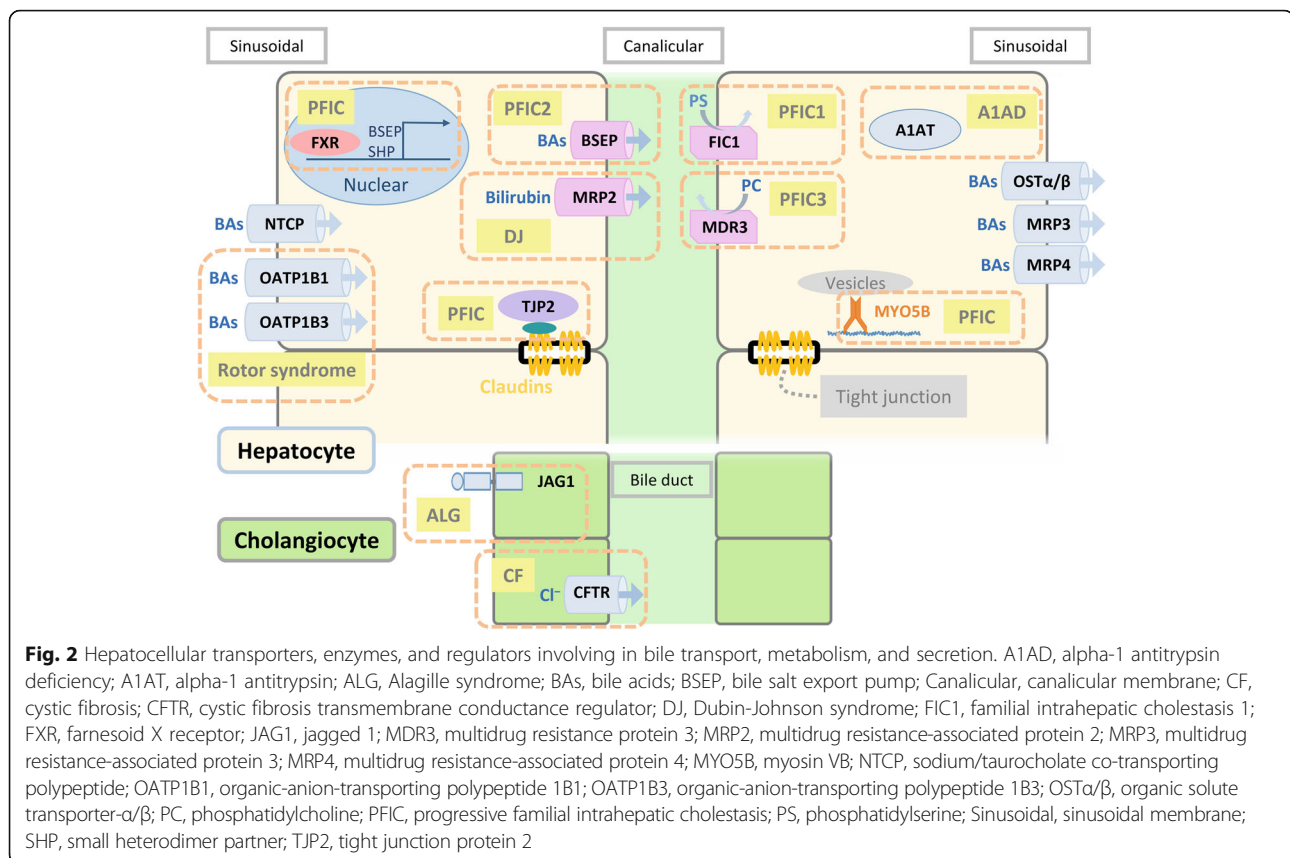 Sinusoidal
Canalicular
Sinusoidal
PFIC
FXR
BSEP
SHP
Nuclear
PFIC2
BAs BSEP
Bilirubin MRP2
DJ
PS
FIC1
PFIC1
PC
MDR3
PFIC3
A1AT
A1AD
BAs OSTα/β
BAs MRP3
BAs MRP4
BAs NTCP
BAs OATP1B1
BAs OATP1B3
Rotor syndrome
PFIC
TJP2
Claudins
Vesicles
MYO5B
PFIC
Tight junction
Hepatocyte
JAG1
ALG
Bile duct
Cholangiocyte
CF
Cl⁻ CFTR
Fig. 2 Hepatocellular transporters, enzymes, and regulators involving in bile transport, metabolism, and secretion. A1AD, alpha-1 antitrypsin
deficiency; A1AT, alpha-1 antitrypsin; ALG, Alagille syndrome; BAs, bile acids; BSEP, bile salt export pump; Canalicular, canalicular membrane; CF,
cystic fibrosis; CFTR, cystic fibrosis transmembrane conductance regulator; DJ, Dubin-Johnson syndrome; FIC1, familial intrahepatic cholestasis 1;
FXR, farnesoid X receptor; JAG1, jagged 1; MDR3, multidrug resistance protein 3; MRP2, multidrug resistance-associated protein 2; MRP3, multidrug
resistance-associated protein 3; MRP4, multidrug resistance-associated protein 4; MYO5B, myosin VB; NTCP, sodium/taurocholate co-transporting
polypeptide; OATP1B1, organic-anion-transporting polypeptide 1B1; OATP1B3, organic-anion-transporting polypeptide 1B3; OSTα/β, organic solute
transporter-α/β; PC, phosphatidylcholine; PFIC, progressive familial intrahepatic cholestasis; PS, phosphatidylserine; Sinusoidal, sinusoidal membrane;
SHP, small heterodimer partner; TJP2, tight junction protein 2